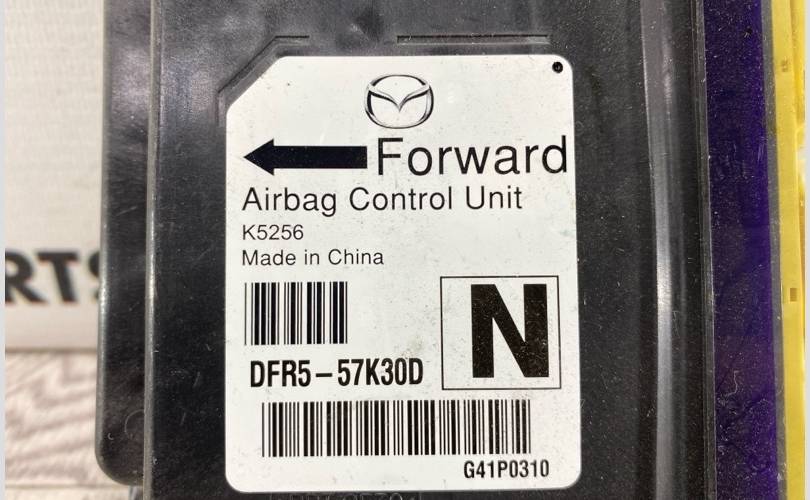 Forward
Airbag Control Unit
K5256
Made in China
N
DFR5-57K30D
G41P0310
RTS